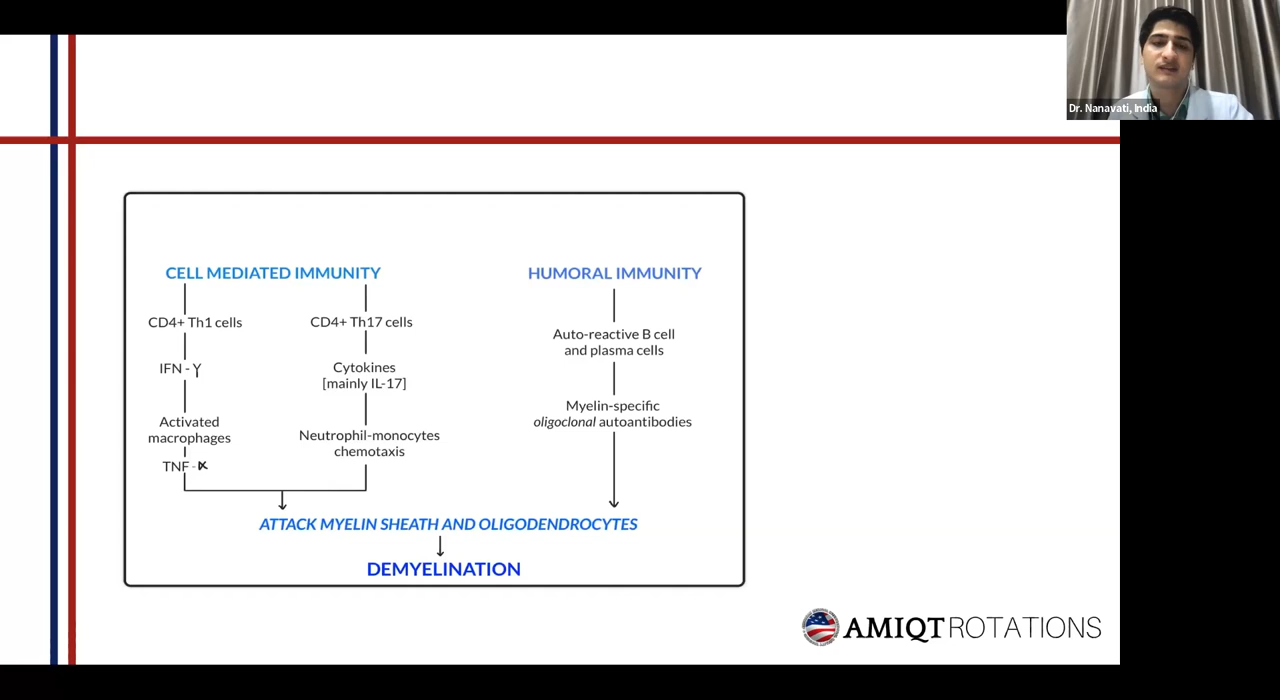 Dr. Nanavati, India
CELL MEDIATED IMMUNITY
CD4+ Th1 cells
IFN - γ
Activated
macrophages
TNF - α
CD4+ Th17 cells
Cytokines
[mainly IL-17]
Neutrophil-monocytes
chemotaxis
HUMORAL IMMUNITY
Auto-reactive B cell
and plasma cells
Myelin-specific
oligoclonal autoantibodies
ATTACK MYELIN SHEATH AND OLIGODENDROCYTES
DEMYELINATION
AMIQT ROTATIONS